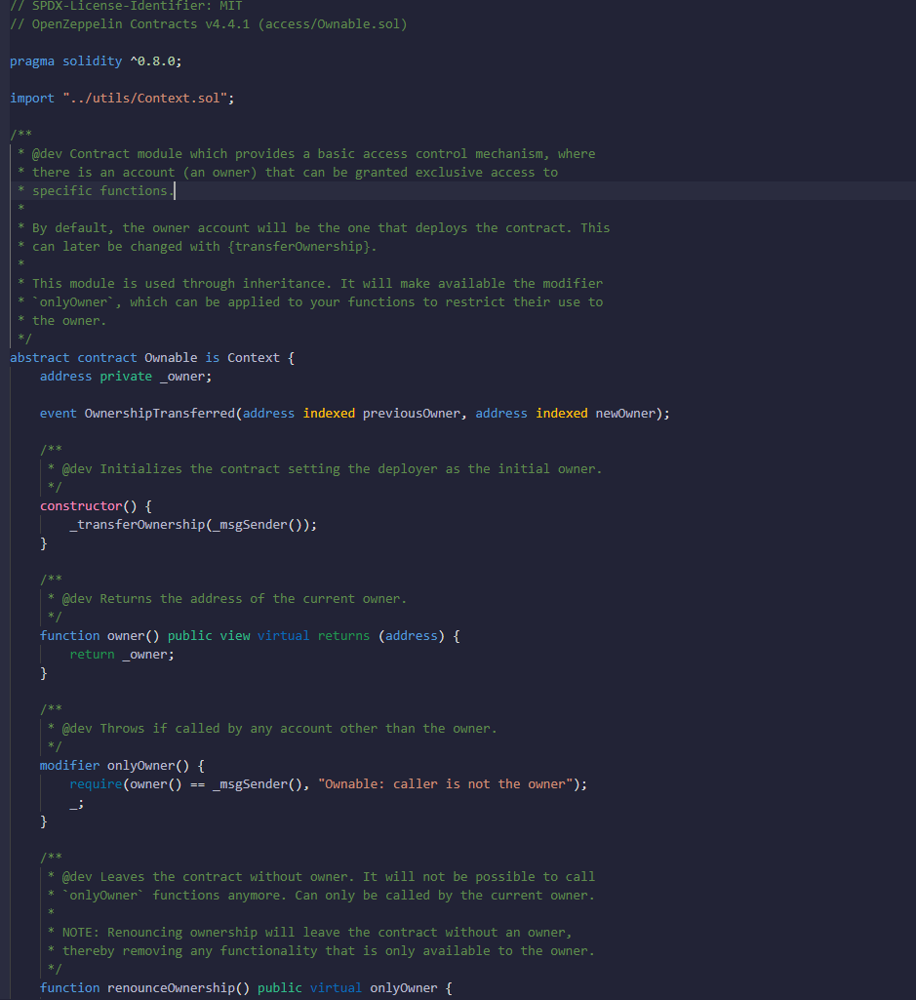 // SPDX-License-Identifier: MIT
// OpenZeppelin Contracts v4.4.1 (access/Ownable.sol)

pragma solidity ^0.8.0;

import "../utils/Context.sol";

/**
 * @dev Contract module which provides a basic access control mechanism, where
 * there is an account (an owner) that can be granted exclusive access to
 * specific functions.
 *
 * By default, the owner account will be the one that deploys the contract. This
 * can later be changed with {transferOwnership}.
 *
 * This module is used through inheritance. It will make available the modifier
 * `onlyOwner`, which can be applied to your functions to restrict their use to
 * the owner.
 */
abstract contract Ownable is Context {
    address private _owner;

    event OwnershipTransferred(address indexed previousOwner, address indexed newOwner);

    /**
     * @dev Initializes the contract setting the deployer as the initial owner.
     */
    constructor() {
        _transferOwnership(_msgSender());
    }

    /**
     * @dev Returns the address of the current owner.
     */
    function owner() public view virtual returns (address) {
        return _owner;
    }

    /**
     * @dev Throws if called by any account other than the owner.
     */
    modifier onlyOwner() {
        require(owner() == _msgSender(), "Ownable: caller is not the owner");
        _;
    }

    /**
     * @dev Leaves the contract without owner. It will not be possible to call
     * `onlyOwner` functions anymore. Can only be called by the current owner.
     *
     * NOTE: Renouncing ownership will leave the contract without an owner,
     * thereby removing any functionality that is only available to the owner.
     */
    function renounceOwnership() public virtual onlyOwner {